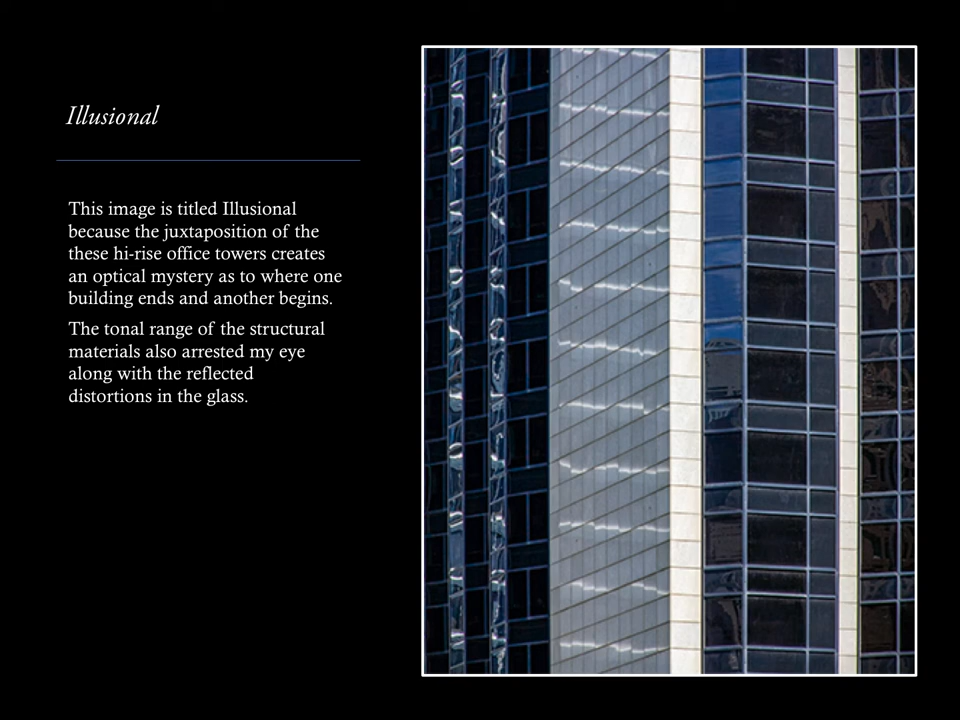 Illusional
This image is titled Illusional
because the juxtaposition of the
these hi-rise office towers creates
an optical mystery as to where one
building ends and another begins.
The tonal range of the structural
materials also arrested my eye
along with the reflected
distortions in the glass.